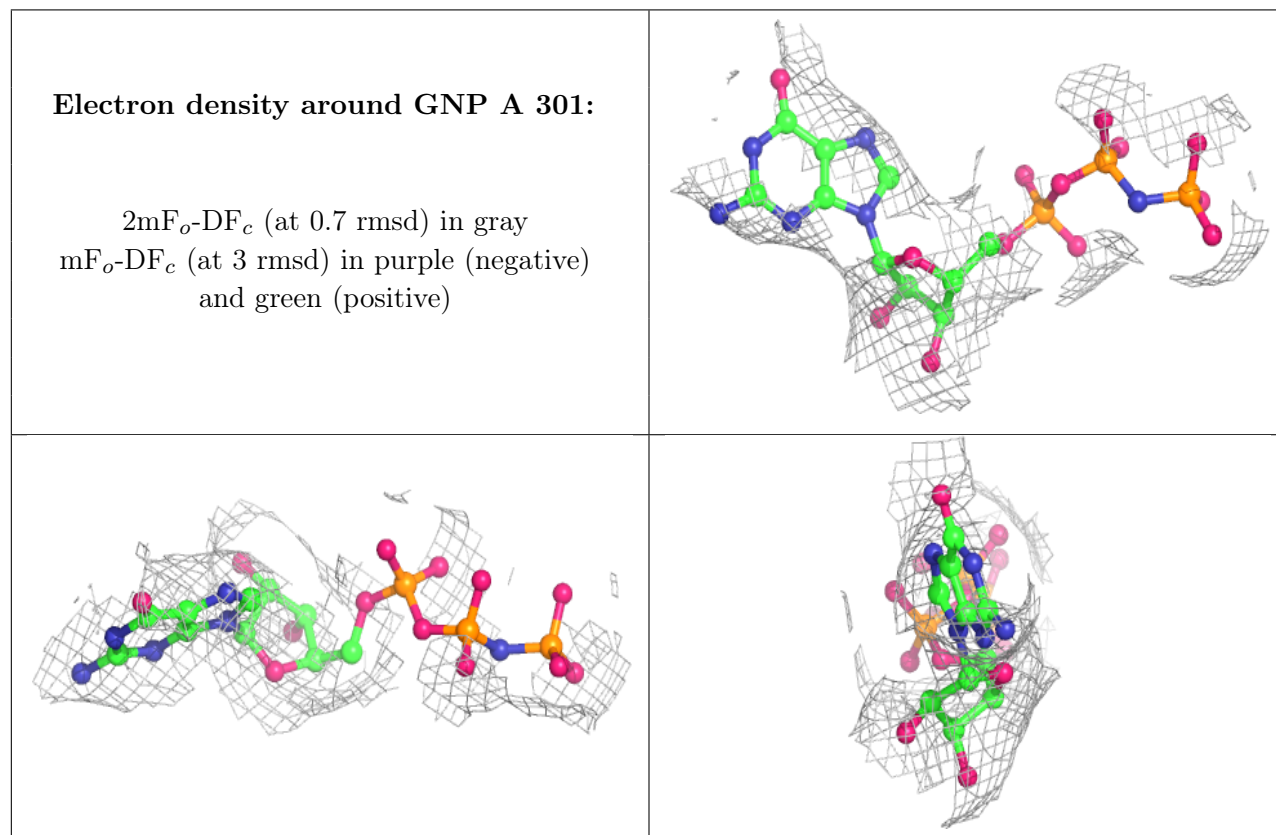 Electron density around GNP A 301:
2mFo-DFc (at 0.7 rmsd) in gray
mFo-DFc (at 3 rmsd) in purple (negative)
and green (positive)